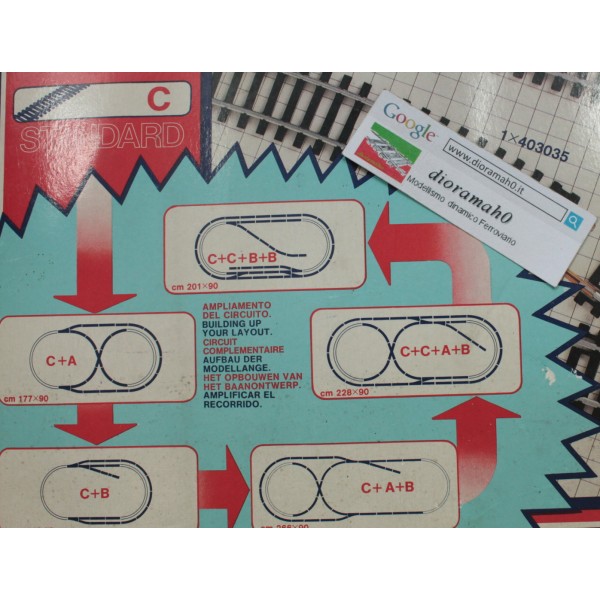 C
STANDARD
Google
www.dioramah0.it
dioramah0
Modellismo dinamico Ferroviario
1×403035
C+C+B+B
cm 201×90
AMPLIAMENTO
DEL CIRCUITO.
BUILDING UP
YOUR LAYOUT.
CIRCUIT
COMPLEMENTAIRE
AUFBAU DER
MODELLANGE.
HET OPBOUWEN VAN
HET BAANONTWERP.
AMPLIFICAR EL
RECORRIDO.
C+A
cm 177×90
C+C+A+B
cm 228×90
C+B
C+A+B